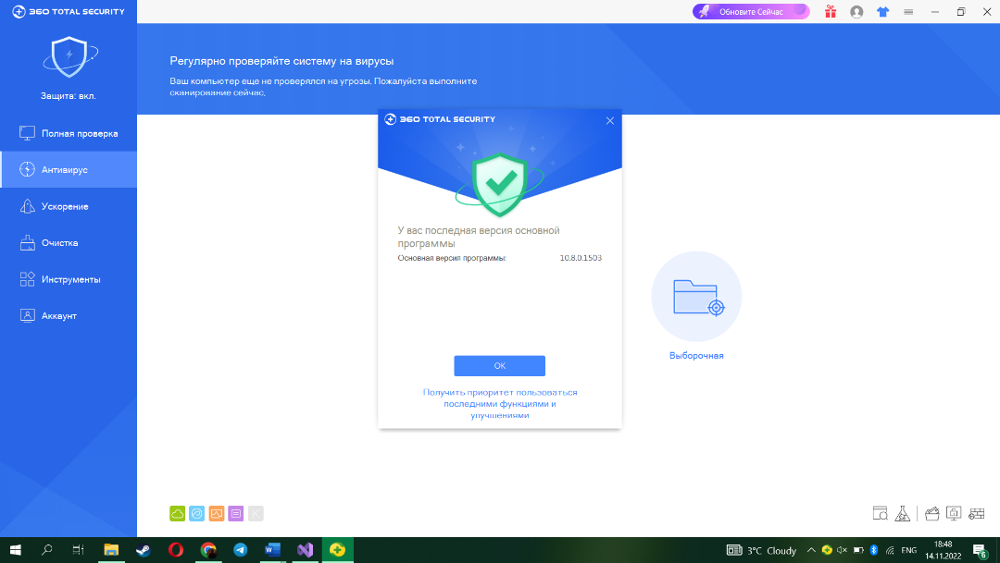 360 TOTAL SECURITY
Обновите Сейчас
Защита: вкл.
Полная проверка
Антивирус
Ускорение
Очистка
Инструменты
Аккаунт
Регулярно проверяйте систему на вирусы
Ваш компьютер еще не проверялся на угрозы. Пожалуйста выполните
сканирование сейчас,
360 TOTAL SECURITY
У вас последная версия основной
программы
Основная версия программы: 10.8.0.1503
OK
Получить приоритет пользоваться
последними функциями и
улучшениями
Выборочная
3°C Cloudy
ENG
18:48
14.11.2022
6